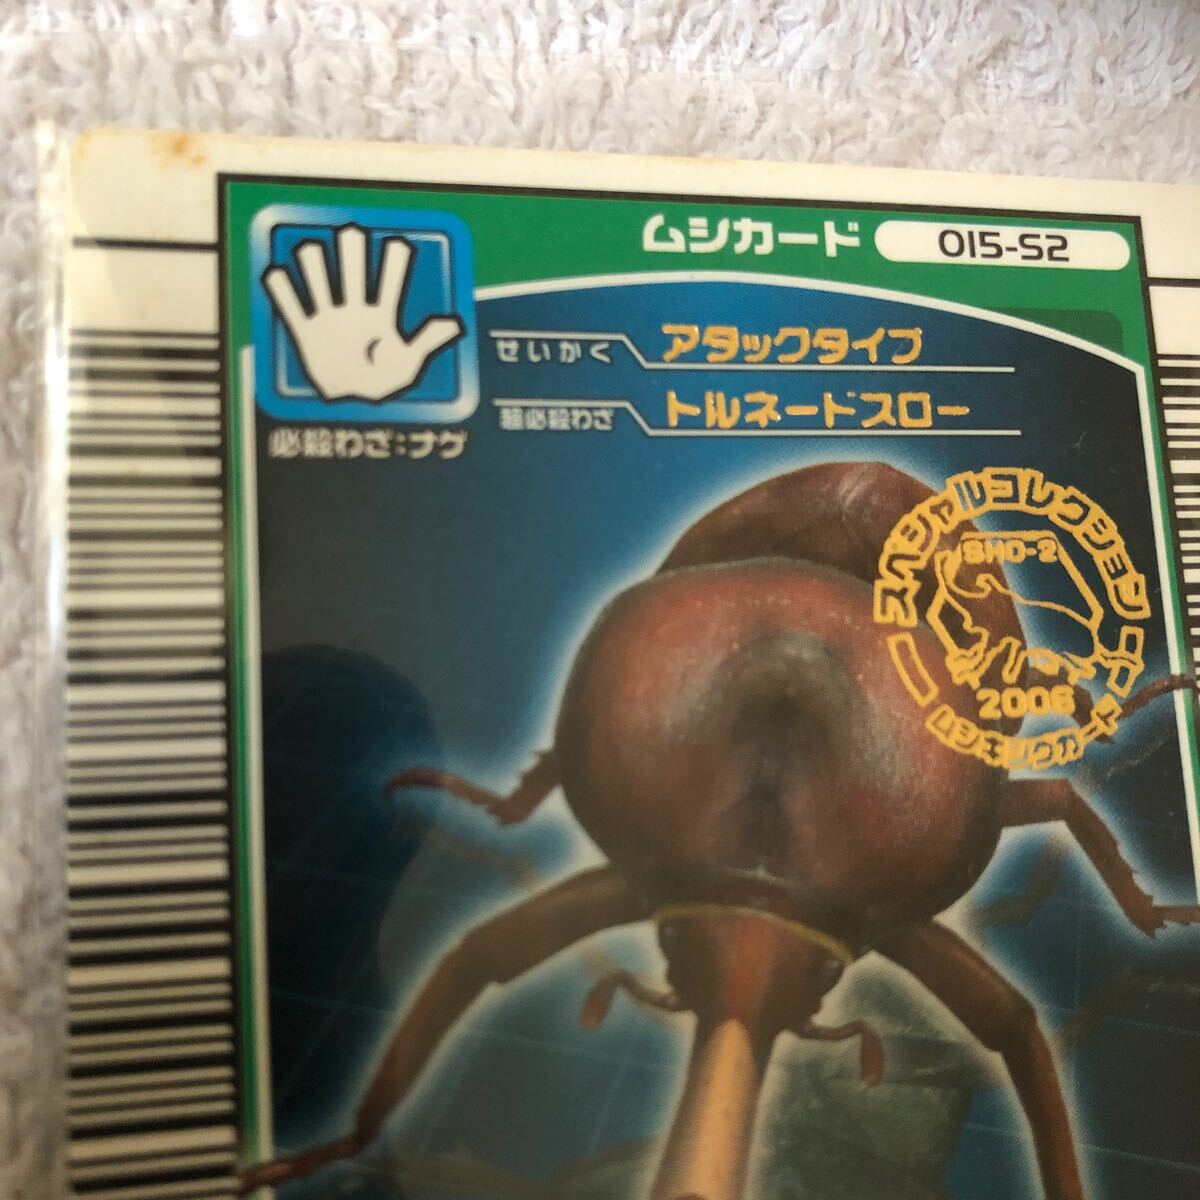 ムシカード 015-S2
せいかく アタックタイプ
超必殺わざ トルネードスロー
必殺わざ:ナゲ
スペシャルコレクション
SHO-2
2006
ムシキングカード